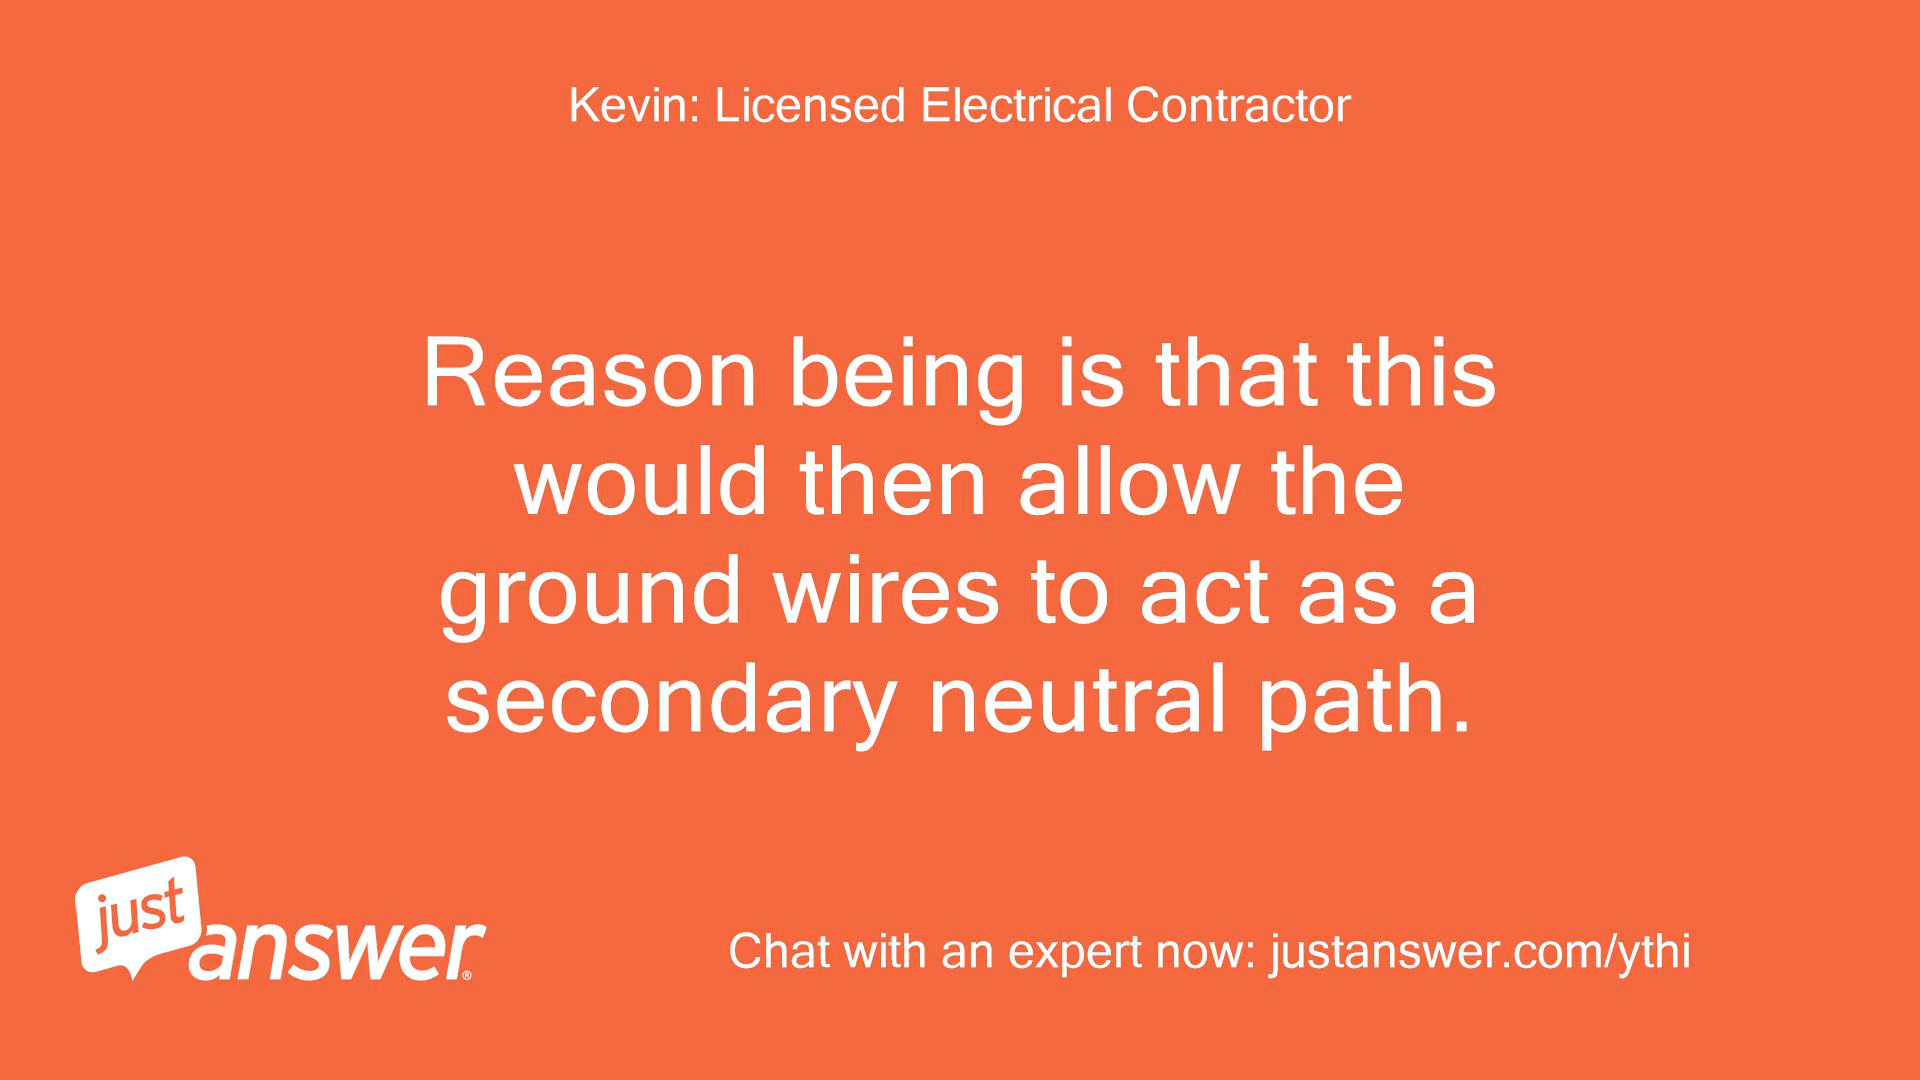 Kevin: Licensed Electrical Contractor
Reason being is that this
would then allow the
ground wires to act as a
secondary neutral path.
just
answer®
Chat with an expert now: justanswer.com/ythi